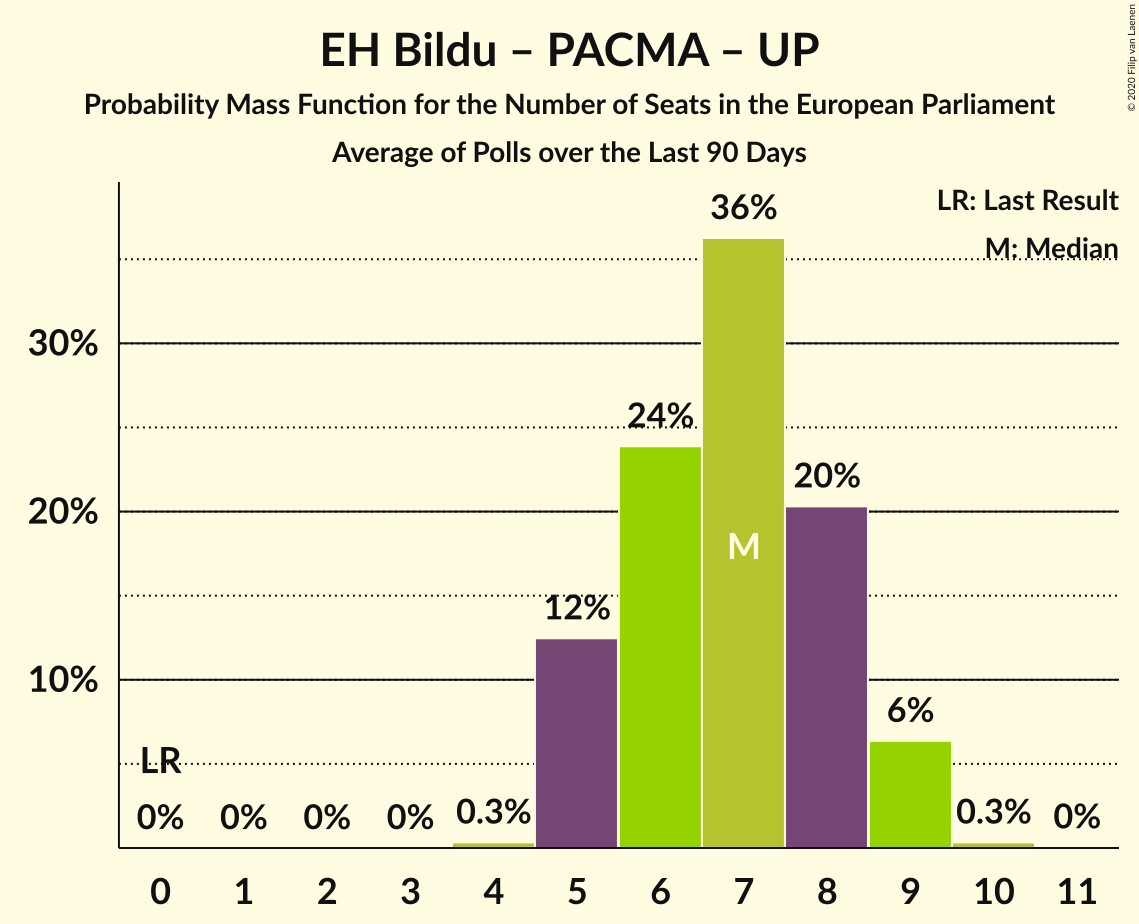 EH Bildu – PACMA – UP
Probability Mass Function for the Number of Seats in the European Parliament
Average of Polls over the Last 90 Days
© 2020 Filip van Laenen
LR: Last Result
M: Median
36%
30%
24%
20%
20%
M
12%
10%
6%
LR
0% 0% 0% 0% 0.3% 0.3% 0%
0 1 2 3 4 5 6 7 8 9 10 11